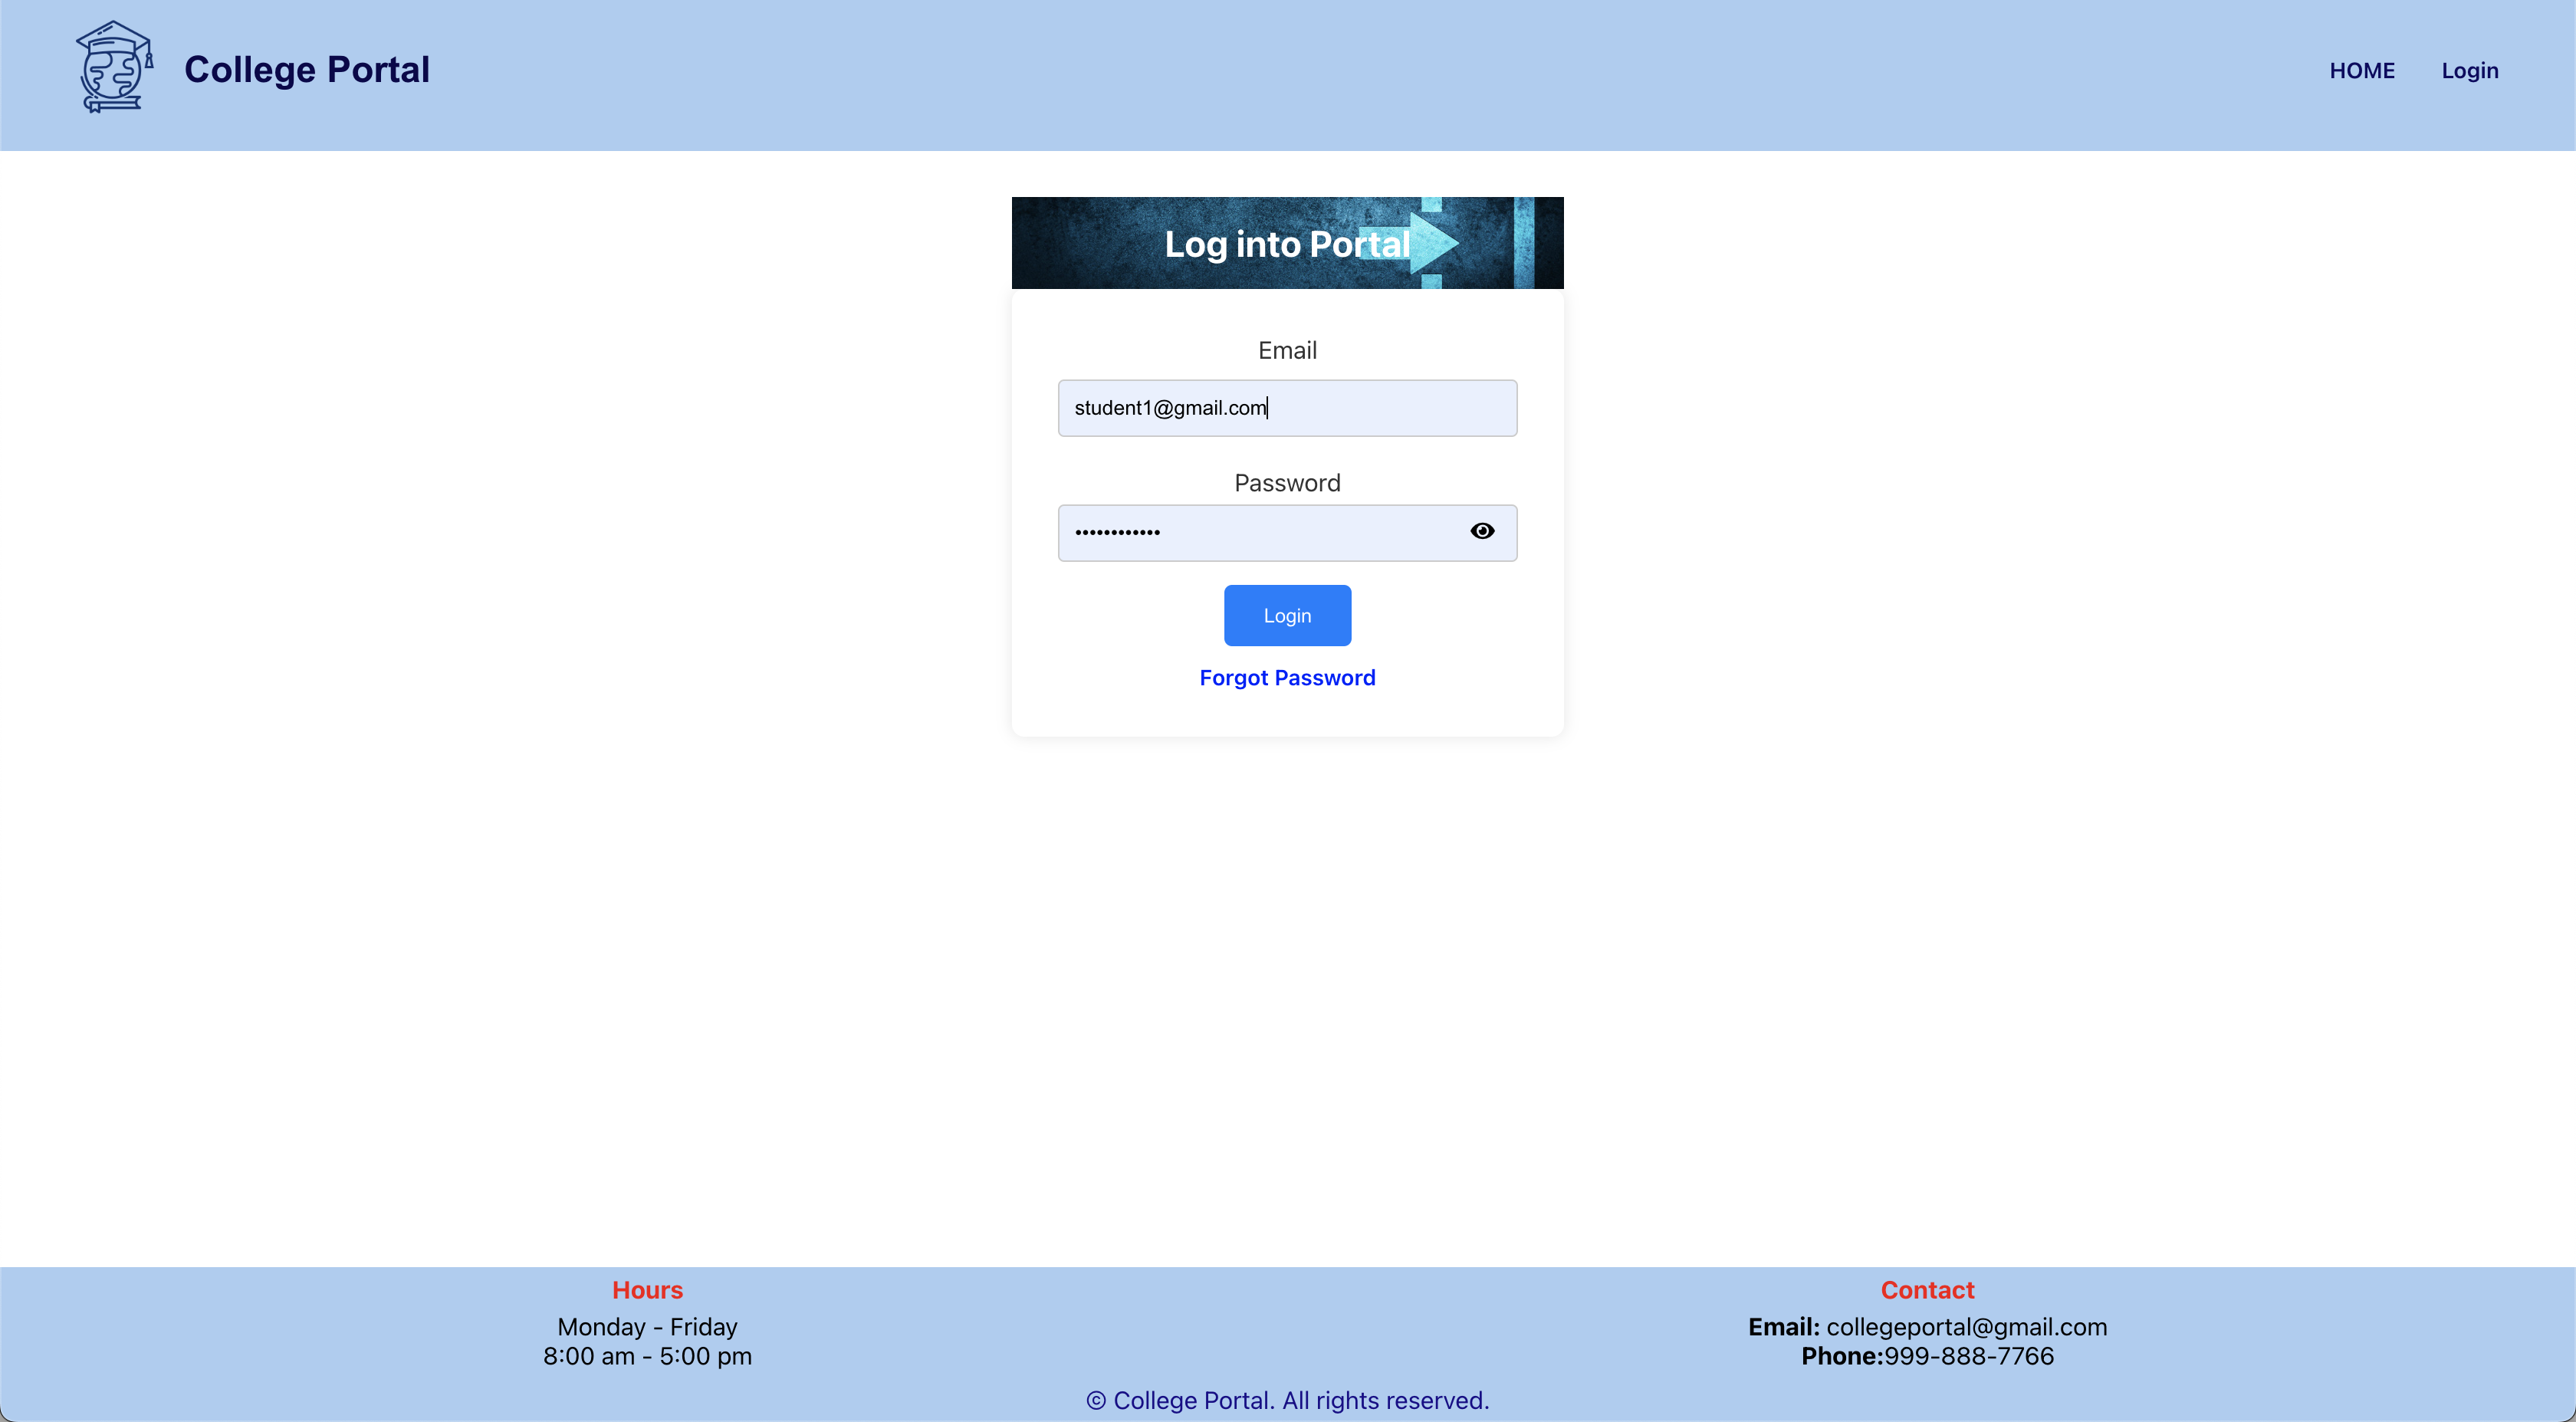 College Portal
HOME
Login
Log into Portal
Email
student1@gmail.com
Password
••••••••••••
Login
Forgot Password
Hours
Monday - Friday
8:00 am - 5:00 pm
Contact
Email: collegeportal@gmail.com
Phone:999-888-7766
© College Portal. All rights reserved.